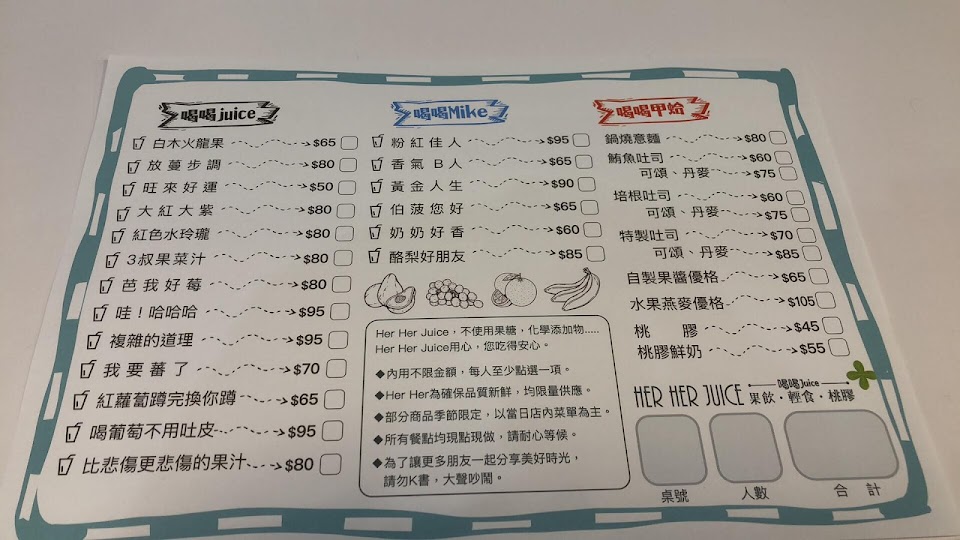 喝喝juice
白木火龍果 $65
放蔓步調 $80
旺來好運 $50
大紅大紫 $80
紅色水玲瓏 $80
3叔果菜汁 $80
芭我好莓 $80
哇！哈哈哈 $95
複雜的道理 $95
我要蕃了 $70
紅蘿蔔蹲完換你蹲 $65
喝葡萄不用吐皮 $95
比悲傷更悲傷的果汁 $80
喝喝Mike
粉紅佳人 $95
香氣B人 $65
黃金人生 $90
伯菠您好 $65
奶奶好香 $60
酪梨好朋友 $85
Her Her Juice，不使用果糖，化學添加物.....
Her Her Juice用心，您吃得安心。
◆內用不限金額，每人至少點選一項。
◆Her Her為確保品質新鮮，均限量供應。
◆部分商品季節限定，以當日店內菜單為主。
◆所有餐點均現點現做，請耐心等候。
◆為了讓更多朋友一起分享美好時光，
請勿K書，大聲吵鬧。
喝喝甲蛤
鍋燒意麵 $80
鮪魚吐司 $60
可頌、丹麥 $75
培根吐司 $60
可頌、丹麥 $75
特製吐司 $70
可頌、丹麥 $85
自製果醬優格 $65
水果燕麥優格 $105
桃膠 $45
桃膠鮮奶 $55
HER HER JUICE
喝喝Juice
果飲・輕食・桃膠
桌號
人數
合計